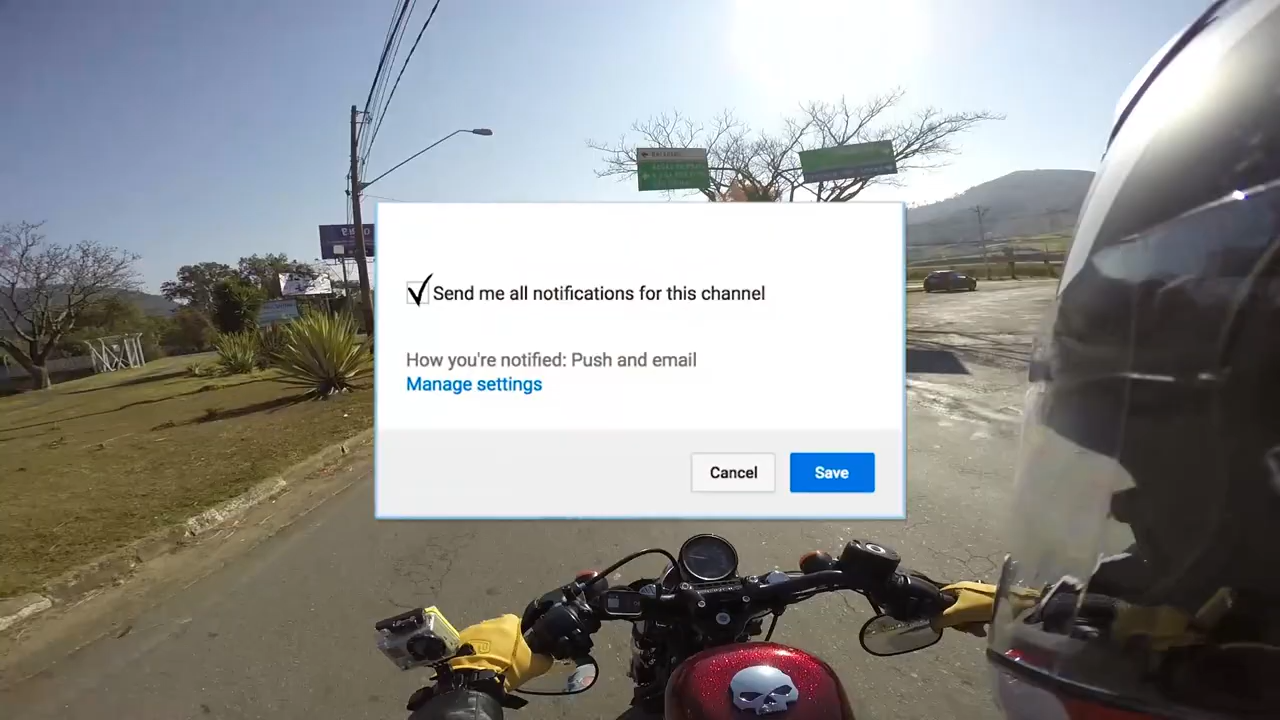 Send me all notifications for this channel
How you're notified: Push and email
Manage settings
Cancel
Save